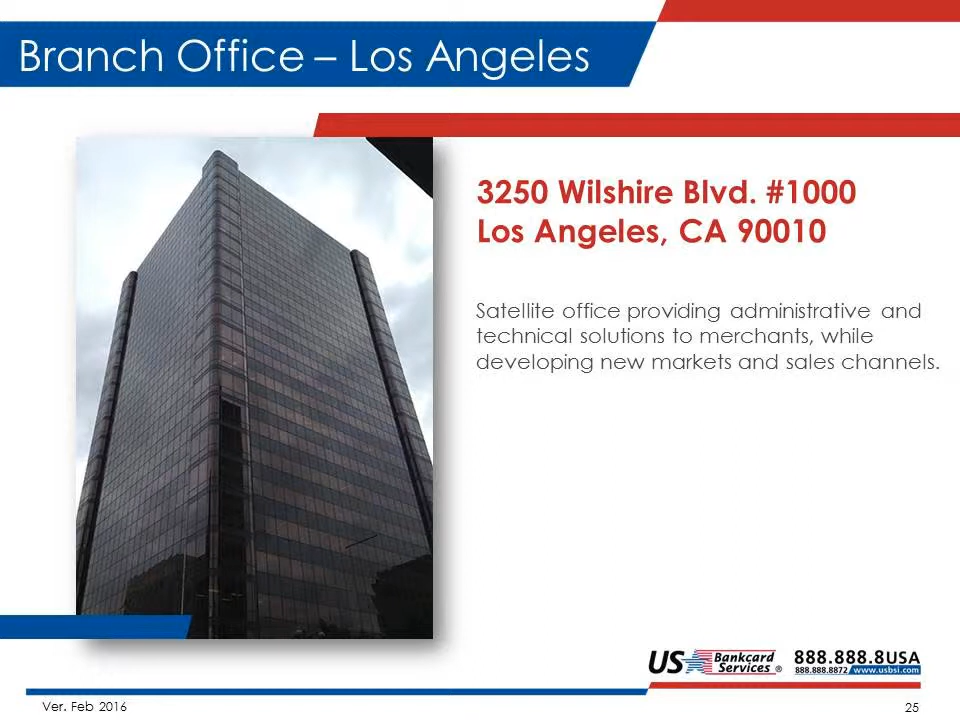 Branch Office – Los Angeles
3250 Wilshire Blvd. #1000
Los Angeles, CA 90010
Satellite office providing administrative and
technical solutions to merchants, while
developing new markets and sales channels.
US Bankcard Services ®
888.888.8USA
888.888.8872 www.usbsi.com
Ver. Feb 2016
25